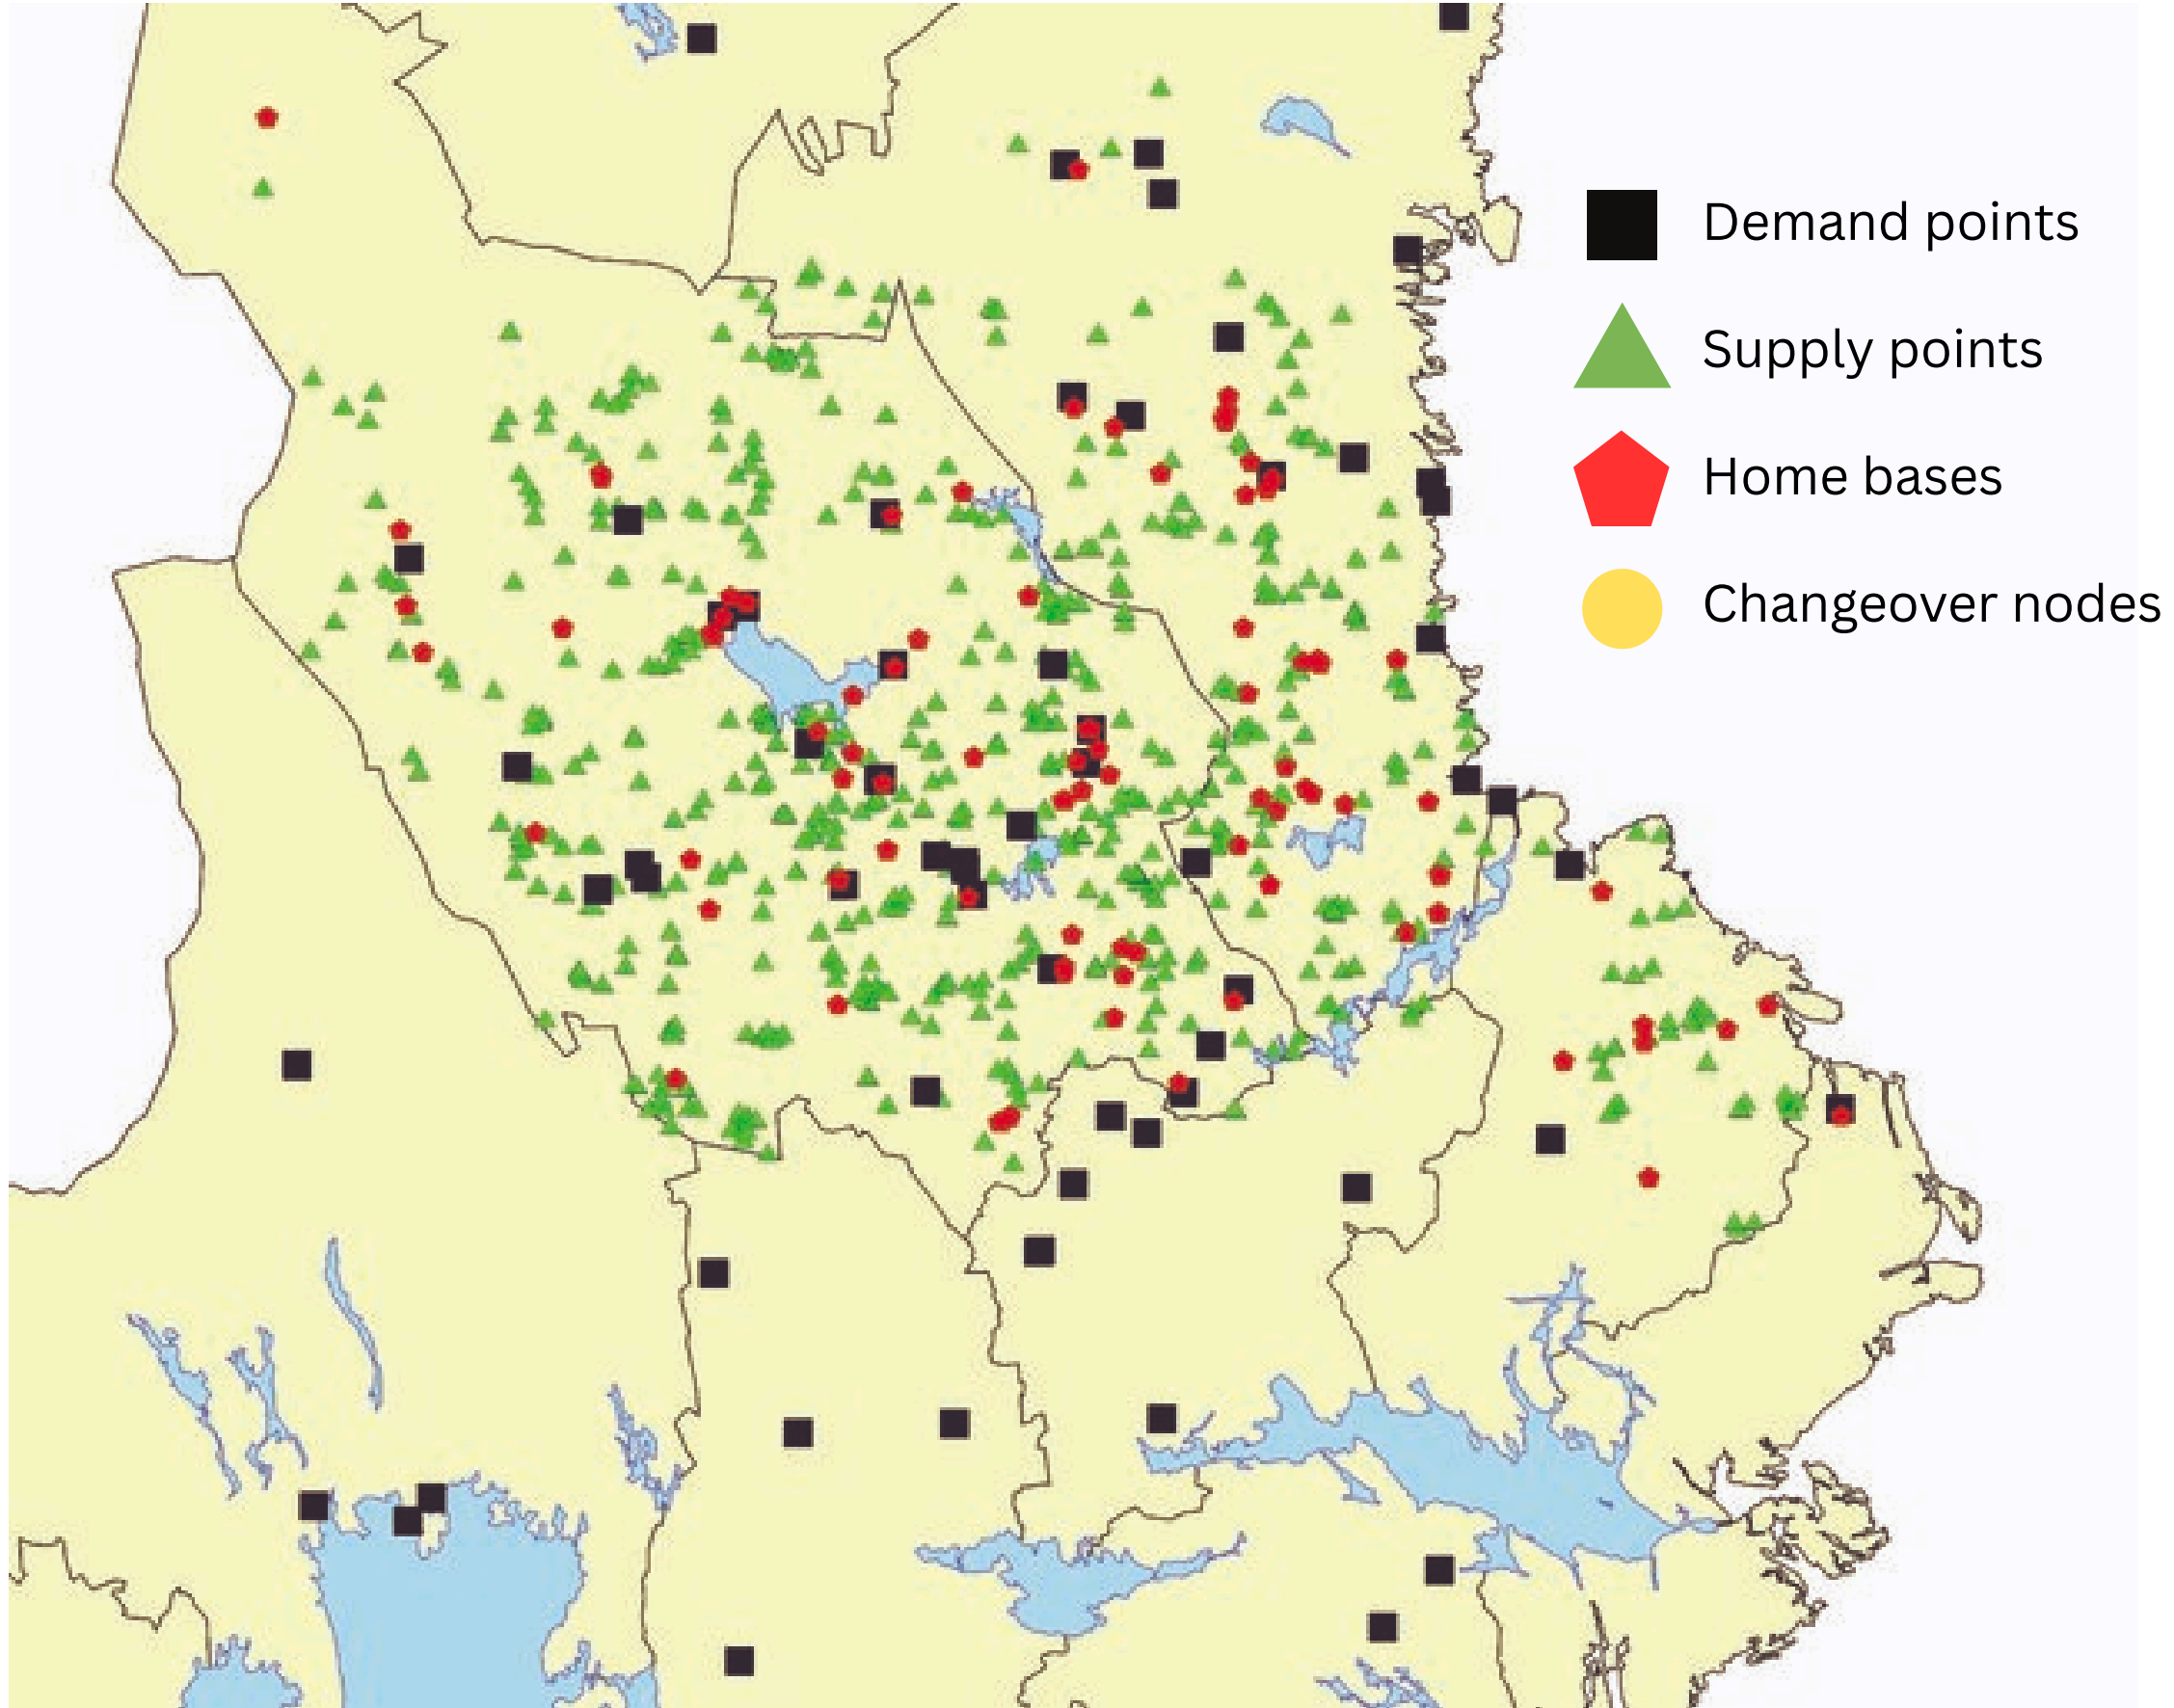 Demand points
Supply points
Home bases
Changeover nodes